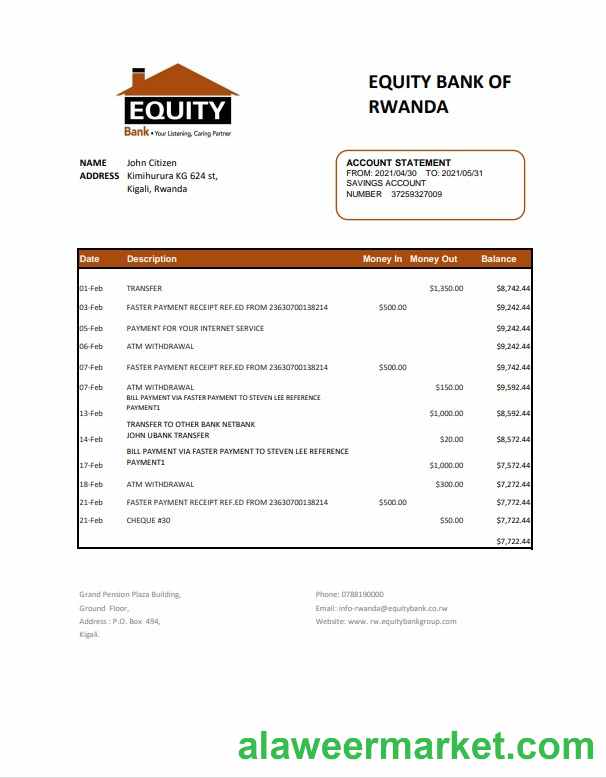 EQUITY
Bank • Your Listening, Caring Partner
EQUITY BANK OF
RWANDA
NAME John Citizen
ADDRESS Kimihurura KG 624 st,
Kigali, Rwanda
ACCOUNT STATEMENT
FROM: 2021/04/30 TO: 2021/05/31
SAVINGS ACCOUNT
NUMBER 37259327009
Date Description Money In Money Out Balance
01-Feb TRANSFER $1,350.00 $8,742.44
03-Feb FASTER PAYMENT RECEIPT REF.ED FROM 23630700138214 $500.00 $9,242.44
05-Feb PAYMENT FOR YOUR INTERNET SERVICE $9,242.44
06-Feb ATM WITHDRAWAL $9,242.44
07-Feb FASTER PAYMENT RECEIPT REF.ED FROM 23630700138214 $500.00 $9,742.44
07-Feb ATM WITHDRAWAL $150.00 $9,592.44
BILL PAYMENT VIA FASTER PAYMENT TO STEVEN LEE REFERENCE
PAYMENT1
13-Feb $1,000.00 $8,592.44
TRANSFER TO OTHER BANK NETBANK
JOHN UBANK TRANSFER
14-Feb $20.00 $8,572.44
BILL PAYMENT VIA FASTER PAYMENT TO STEVEN LEE REFERENCE
PAYMENT1
17-Feb $1,000.00 $7,572.44
18-Feb ATM WITHDRAWAL $300.00 $7,272.44
21-Feb FASTER PAYMENT RECEIPT REF.ED FROM 23630700138214 $500.00 $7,772.44
21-Feb CHEQUE #30 $50.00 $7,722.44
$7,722.44
Grand Pension Plaza Building,
Ground Floor,
Address : P.O. Box 494,
Kigali.
Phone: 0788190000
Email: info-rwanda@equitybank.co.rw
Website: www. rw.equitybankgroup.com
alaweermarket.com